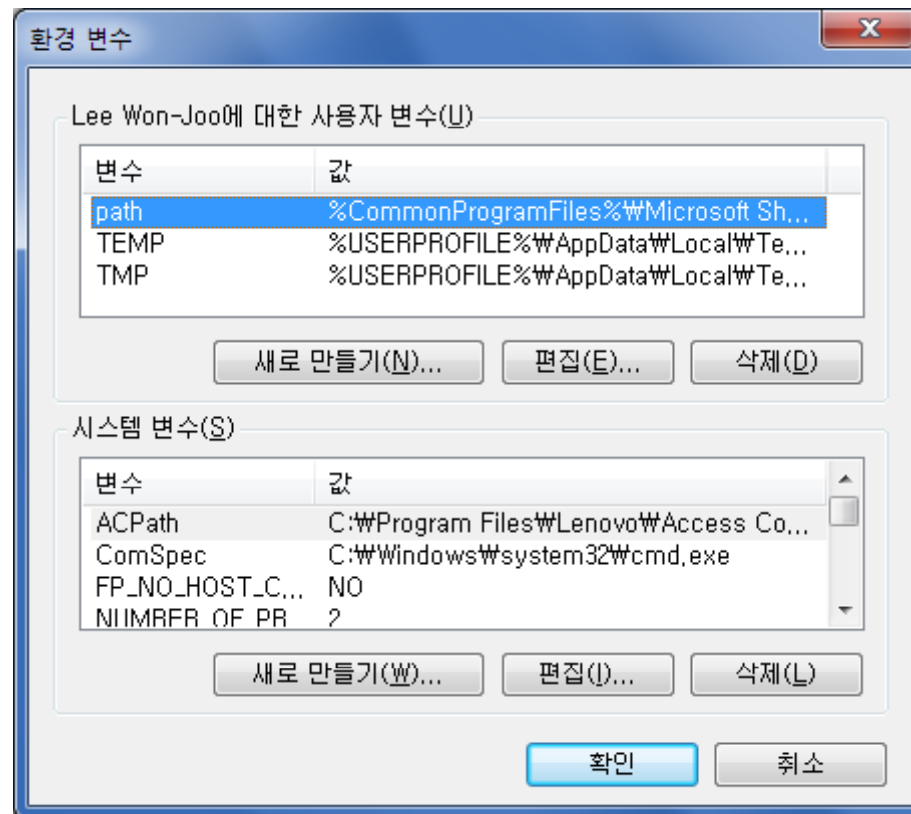 환경 변수
Lee Won-Joo에 대한 사용자 변수(U)
변수 값
path %CommonProgramFiles%₩Microsoft Sh...
TEMP %USERPROFILE%₩AppData₩Local₩Te...
TMP %USERPROFILE%₩AppData₩Local₩Te...
새로 만들기(N)... 편집(E)... 삭제(D)
시스템 변수(S)
변수 값
ACPath C:₩Program Files₩Lenovo₩Access Co...
ComSpec C:₩Windows₩system32₩cmd.exe
FP_NO_HOST_C... NO
NUMBER_OF_PR 2
새로 만들기(W)... 편집(I)... 삭제(L)
확인 취소